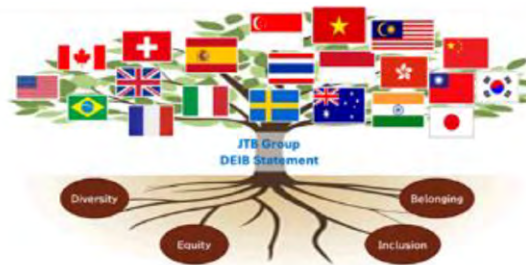 JTB Group
DEIB Statement
Diversity
Belonging
Equity
Inclusion